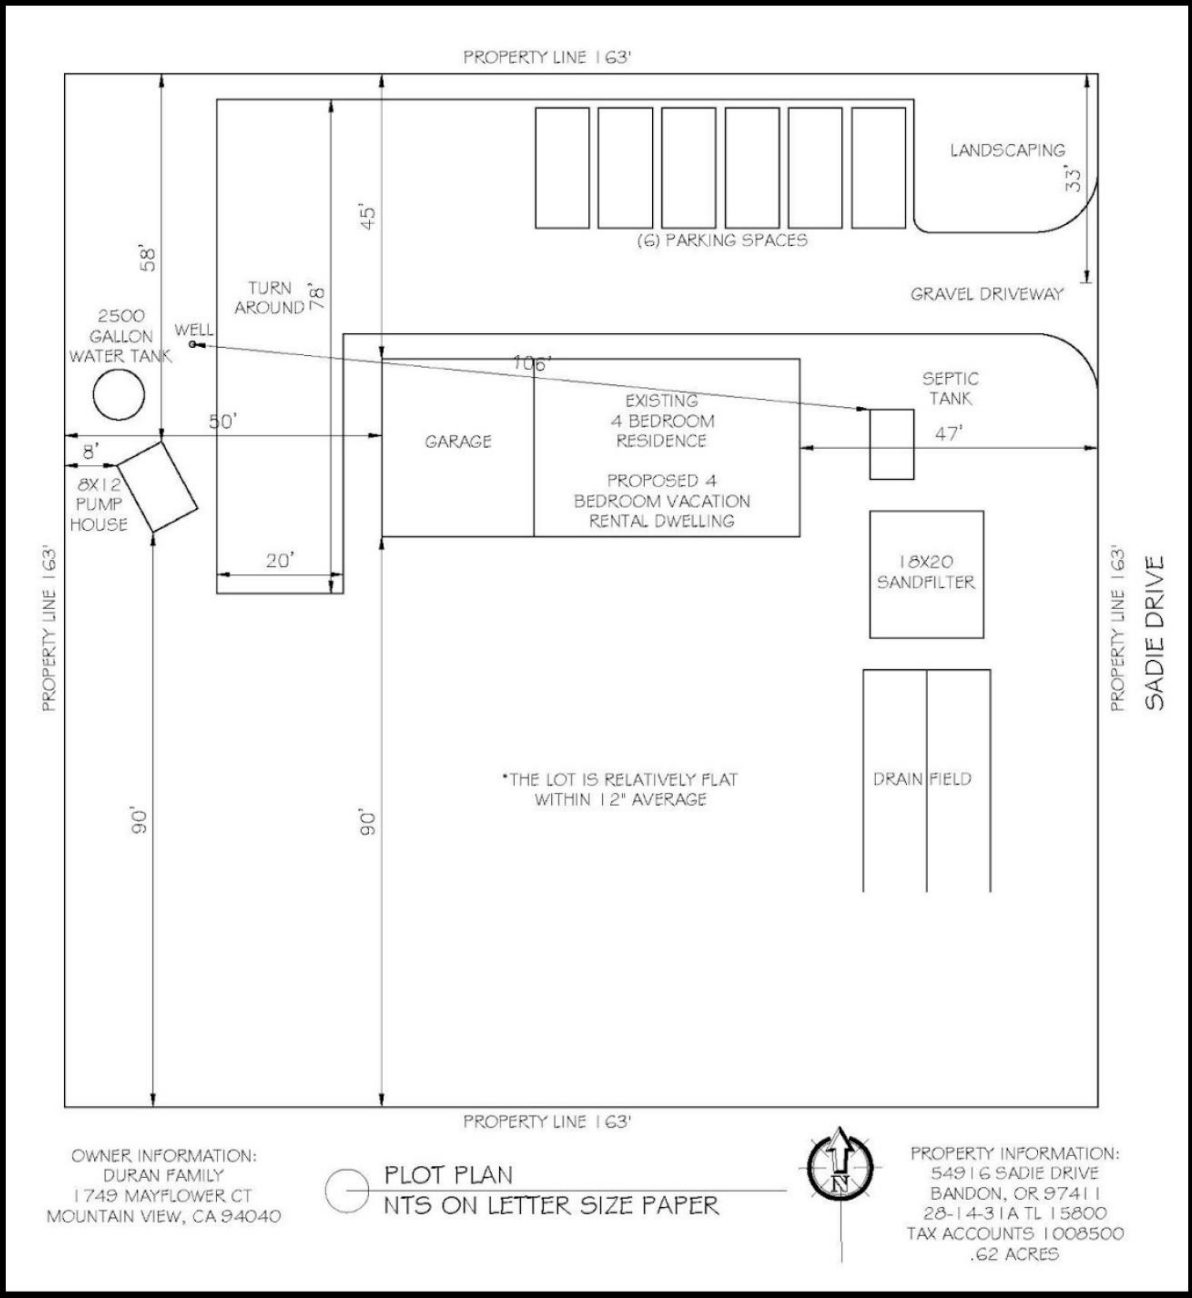 PROPERTY LINE 163'
LANDSCAPING
33'
45'
(6) PARKING SPACES
58'
TURN
AROUND
78'
GRAVEL DRIVEWAY
2500
GALLON
WATER TANK
WELL
106'
SEPTIC
TANK
EXISTING
4 BEDROOM
RESIDENCE
50'
GARAGE
47'
8'
8X12
PUMP
HOUSE
PROPOSED 4
BEDROOM VACATION
RENTAL DWELLING
20'
18X20
SANDFILTER
PROPERTY LINE 163'
PROPERTY LINE 163'
SADIE DRIVE
*THE LOT IS RELATIVELY FLAT
WITHIN 12" AVERAGE
DRAIN FIELD
90'
90'
PROPERTY LINE 163'
OWNER INFORMATION:
DURAN FAMILY
1749 MAYFLOWER CT
MOUNTAIN VIEW, CA 94040
PLOT PLAN
NTS ON LETTER SIZE PAPER
N
PROPERTY INFORMATION:
54916 SADIE DRIVE
BANDON, OR 97411
28-14-31A TL 15800
TAX ACCOUNTS 1008500
.62 ACRES